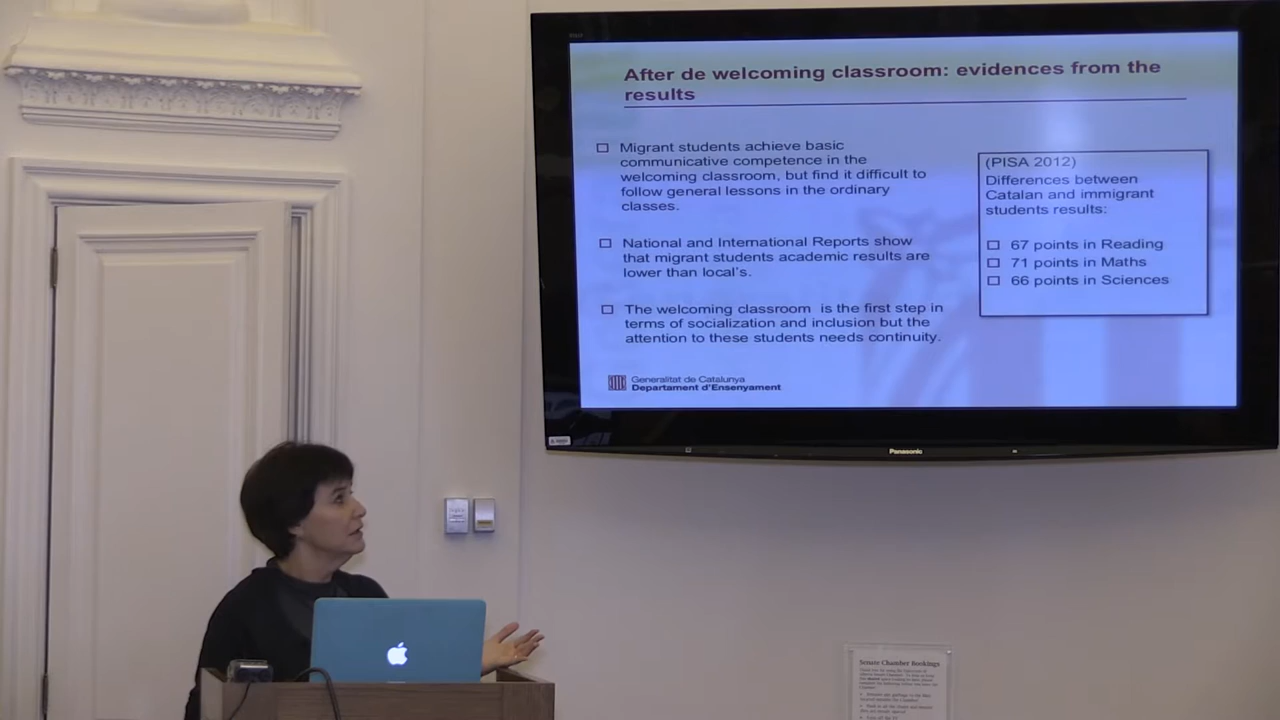 After de welcoming classroom: evidences from the
results
Migrant students achieve basic
communicative competence in the
welcoming classroom, but find it difficult to
follow general lessons in the ordinary
classes.
National and International Reports show
that migrant students academic results are
lower than local's.
The welcoming classroom is the first step in
terms of socialization and inclusion but the
attention to these students needs continuity.
(PISA 2012)
Differences between
Catalan and immigrant
students results:
67 points in Reading
71 points in Maths
66 points in Sciences
Generalitat de Catalunya
Departament d'Ensenyament
Panasonic
Senate Chamber Bookings